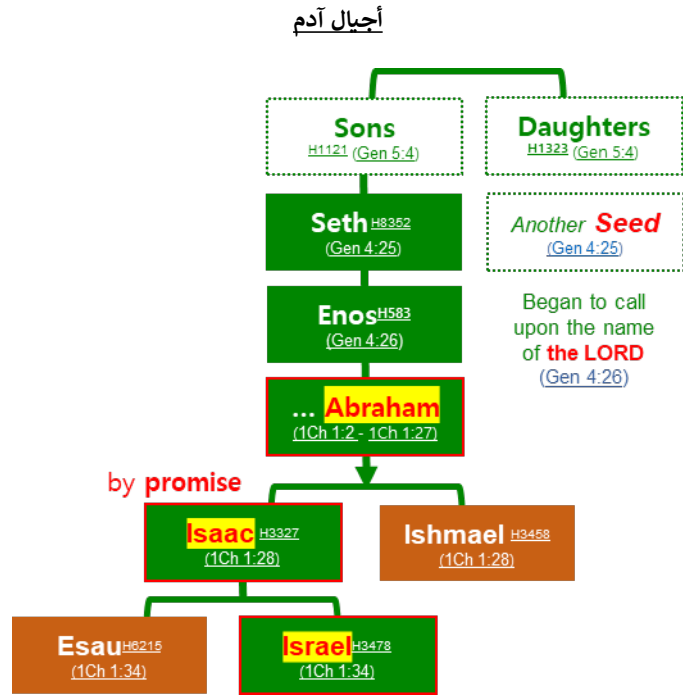 أجيال آدم
Sons
H1121 (Gen 5:4)
Daughters
H1323 (Gen 5:4)
Seth H8352
(Gen 4:25)
Another Seed
(Gen 4:25)
Enos H583
(Gen 4:26)
Began to call
upon the name
of the LORD
(Gen 4:26)
... Abraham
(1Ch 1:2 - 1Ch 1:27)
by promise
Isaac H3327
(1Ch 1:28)
Ishmael H3458
(1Ch 1:28)
Esau H6215
(1Ch 1:34)
Israel H3478
(1Ch 1:34)